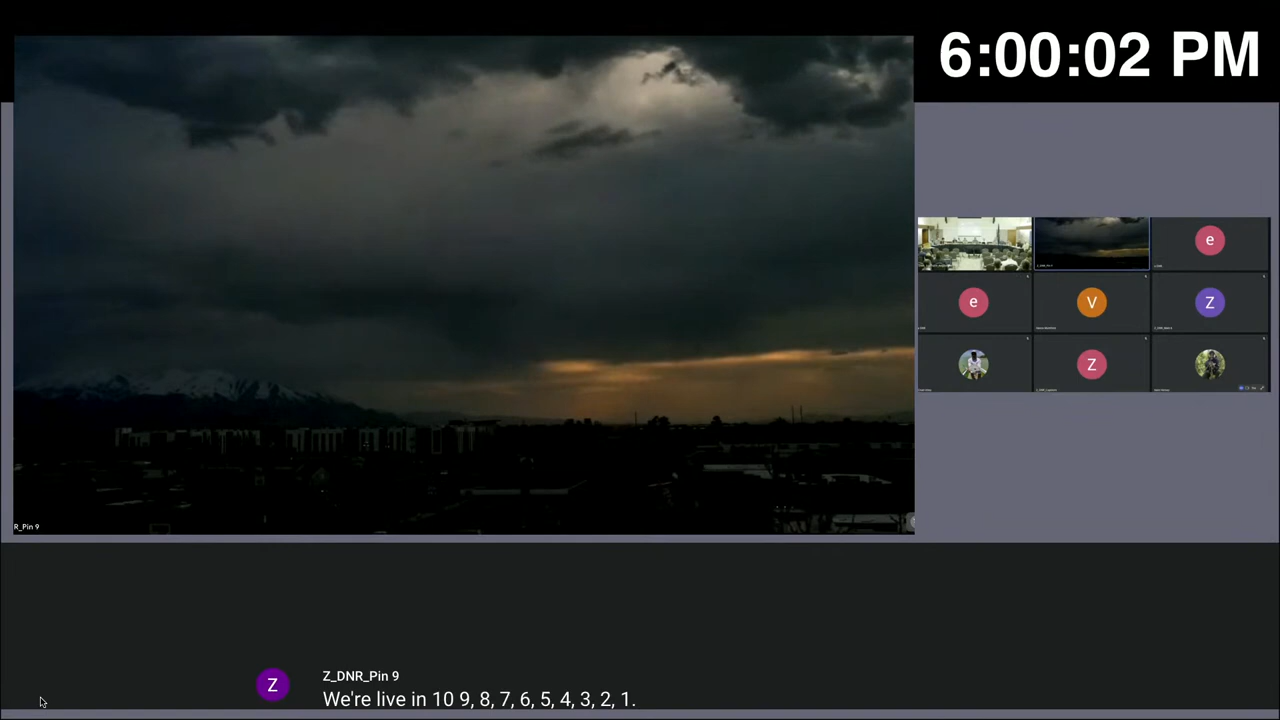 6:00:02 PM
e
e
V
Z
Z
R_Pin 9
Z
Z_DNR_Pin 9
We're live in 10 9, 8, 7, 6, 5, 4, 3, 2, 1.